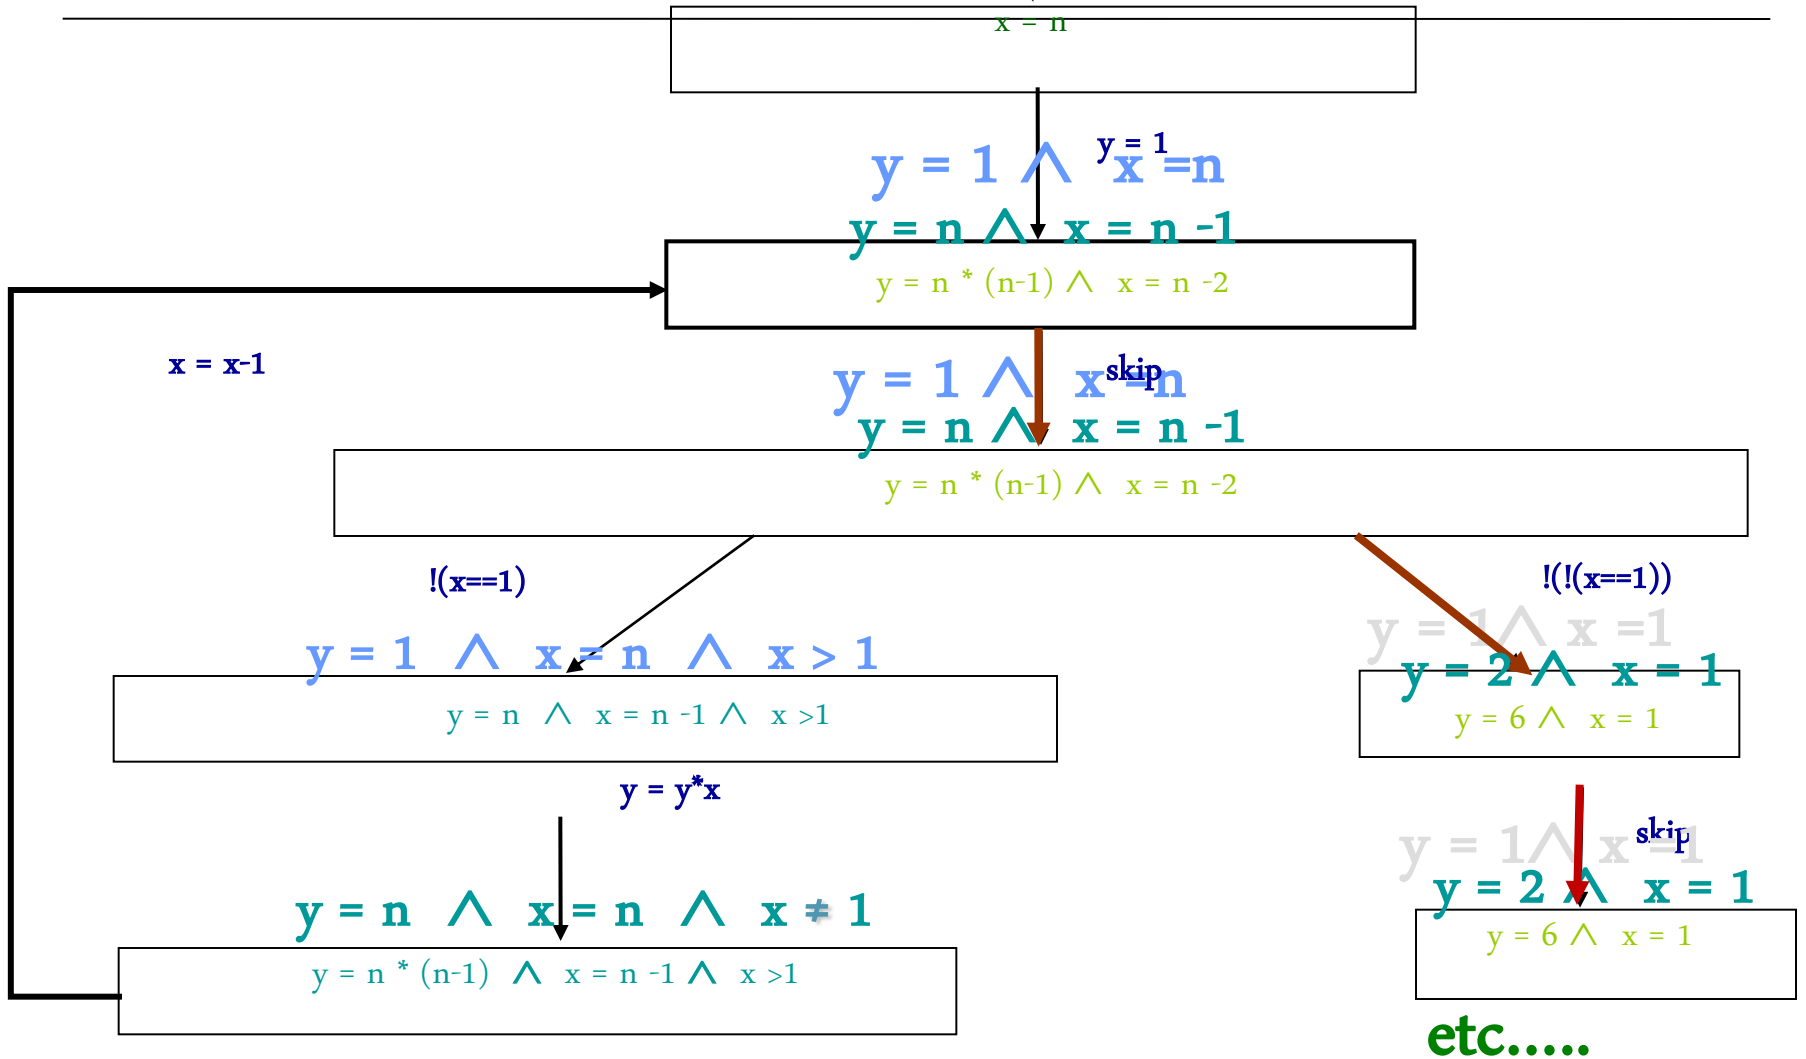 x = n
y = 1
y = 1 ∧ x =n
y = n ∧ x = n -1
y = n * (n-1) ∧ x = n -2
x = x-1
skip
y = 1 ∧ x =n
y = n ∧ x = n -1
y = n * (n-1) ∧ x = n -2
!(x==1)
!(!(x==1))
y = 1 ∧ x = n ∧ x > 1
y = 1∧ x =1
y = 2 ∧ x = 1
y = n ∧ x = n -1 ∧ x >1
y = 6 ∧ x = 1
y = y*x
skip
y = 1∧ x =1
y = 2 ∧ x = 1
y = n ∧ x = n ∧ x ≠ 1
y = 6 ∧ x = 1
y = n * (n-1) ∧ x = n -1 ∧ x >1
etc.....